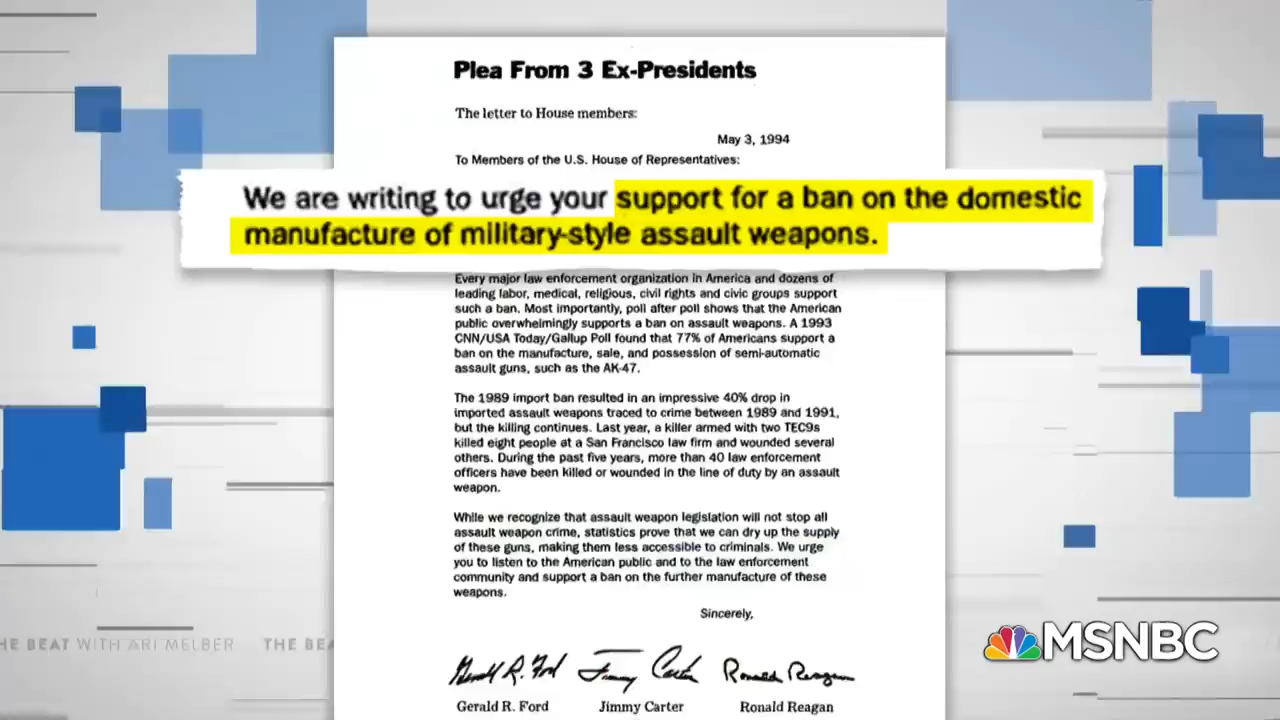 Plea From 3 Ex-Presidents
The letter to House members:
May 3, 1994
To Members of the U.S. House of Representatives:
We are writing to urge your support for a ban on the domestic
manufacture of military-style assault weapons.
Every major law enforcement organization in America and dozens of
leading labor, medical, religious, civil rights and civic groups support
such a ban. Most importantly, poll after poll shows that the American
public overwhelmingly supports a ban on assault weapons. A 1993
CNN/USA Today/Gallup Poll found that 77% of Americans support a
ban on the manufacture, sale, and possession of semi-automatic
assault guns, such as the AK-47.
The 1989 import ban resulted in an impressive 40% drop in
imported assault weapons traced to crime between 1989 and 1991,
but the killing continues. Last year, a killer armed with two TEC9s
killed eight people at a San Francisco law firm and wounded several
others. During the past five years, more than 40 law enforcement
officers have been killed or wounded in the line of duty by an assault
weapon.
While we recognize that assault weapon legislation will not stop all
assault weapon crime, statistics prove that we can dry up the supply
of these guns, making them less accessible to criminals. We urge
you to listen to the American public and to the law enforcement
community and support a ban on the further manufacture of these
weapons.
Sincerely,
Gerald R. Ford Jimmy Carter Ronald Reagan
Gerald R. Ford Jimmy Carter Ronald Reagan
HE BEAT WITH ARI MELBER THE BEA
MSNBC